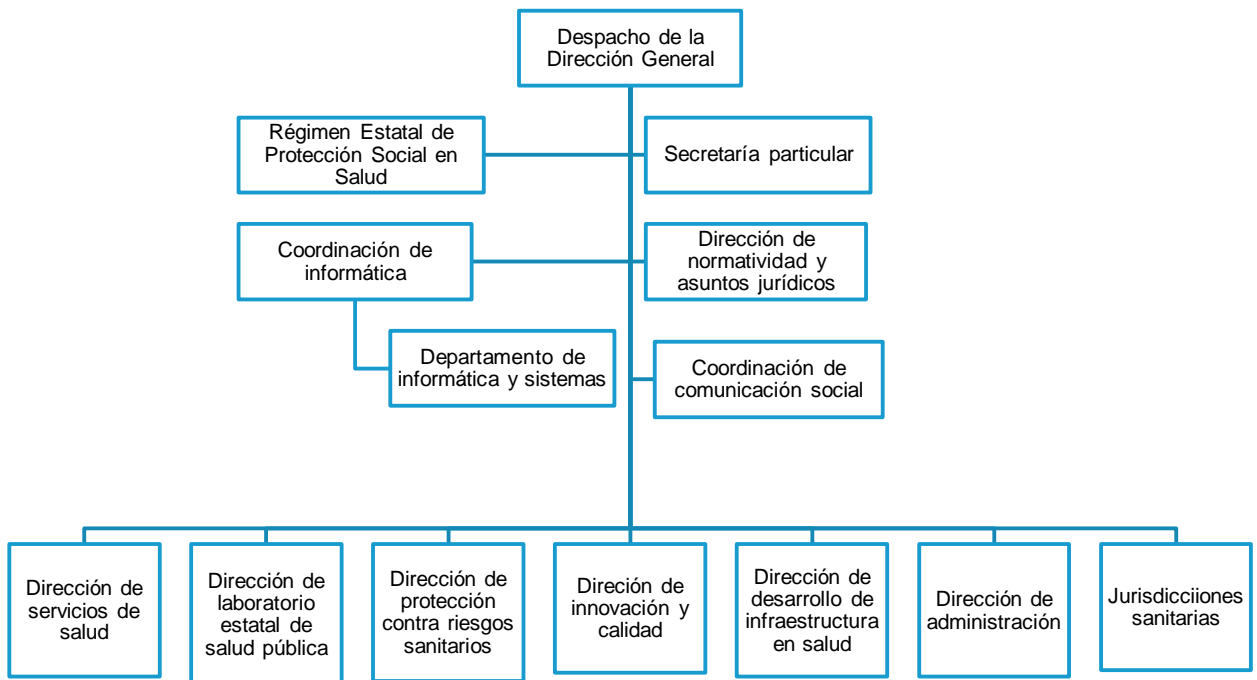 Despacho de la
Dirección General
Régimen Estatal de
Protección Social en
Salud
Secretaría particular
Coordinación de
informática
Dirección de
normatividad y
asuntos jurídicos
Departamento de
informática y sistemas
Coordinación de
comunicación social
Dirección de
servicios de
salud
Dirección de
laboratorio
estatal de
salud pública
Dirección de
protección
contra riesgos
sanitarios
Direción de
innovación y
calidad
Dirección de
desarrollo de
infraestructura
en salud
Dirección de
administración
Jurisdicciiones
sanitarias